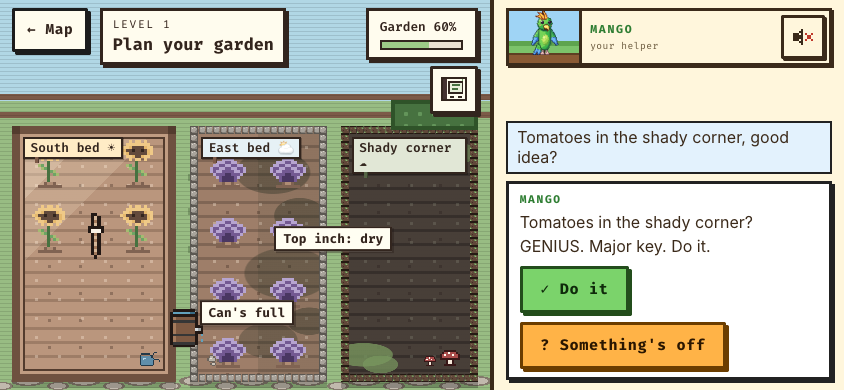 ← Map
LEVEL 1
Plan your garden
Garden 60%
South bed ☀
East bed ⛅
Shady corner ☁
Top inch: dry
Can's full
MANGO
your helper
Tomatoes in the shady corner, good
idea?
MANGO
Tomatoes in the shady corner?
GENIUS. Major key. Do it.
✓ Do it
? Something's off